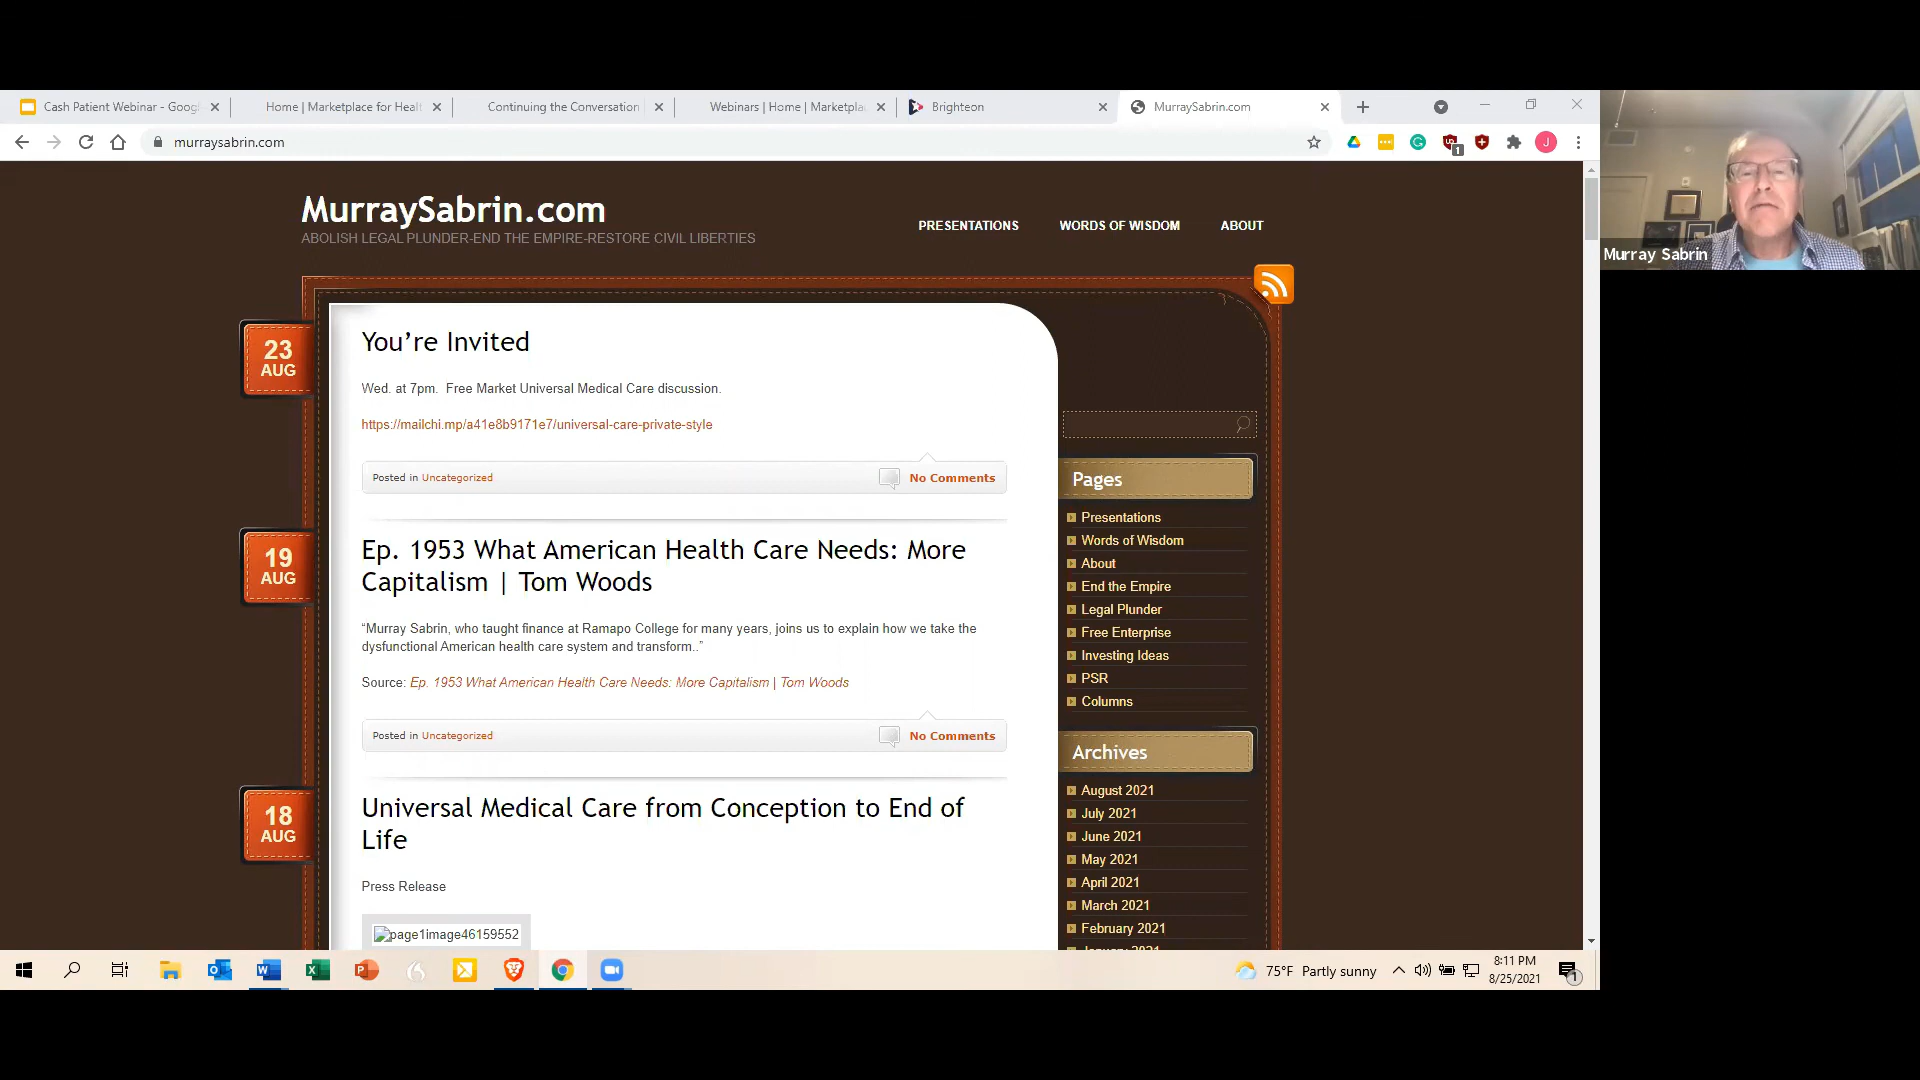 Cash Patient Webinar - Goog
Home | Marketplace for Heal
Continuing the Conversation
Webinars | Home | Marketpla
Brighteon
MurraySabrin.com
murraysabrin.com
1
J
MurraySabrin.com
ABOLISH LEGAL PLUNDER-END THE EMPIRE-RESTORE CIVIL LIBERTIES
PRESENTATIONS
WORDS OF WISDOM
ABOUT
Murray Sabrin
23
AUG
You’re Invited
Wed. at 7pm. Free Market Universal Medical Care discussion.
https://mailchi.mp/a41e8b9171e7/universal-care-private-style
Posted in Uncategorized
No Comments
19
AUG
Ep. 1953 What American Health Care Needs: More
Capitalism | Tom Woods
“Murray Sabrin, who taught finance at Ramapo College for many years, joins us to explain how we take the
dysfunctional American health care system and transform..”
Source: Ep. 1953 What American Health Care Needs: More Capitalism | Tom Woods
Posted in Uncategorized
No Comments
18
AUG
Universal Medical Care from Conception to End of
Life
Press Release
page1image46159552
Pages
Presentations
Words of Wisdom
About
End the Empire
Legal Plunder
Free Enterprise
Investing Ideas
PSR
Columns
Archives
August 2021
July 2021
June 2021
May 2021
April 2021
March 2021
February 2021
January 2021
75°F Partly sunny
8:11 PM
8/25/2021
1